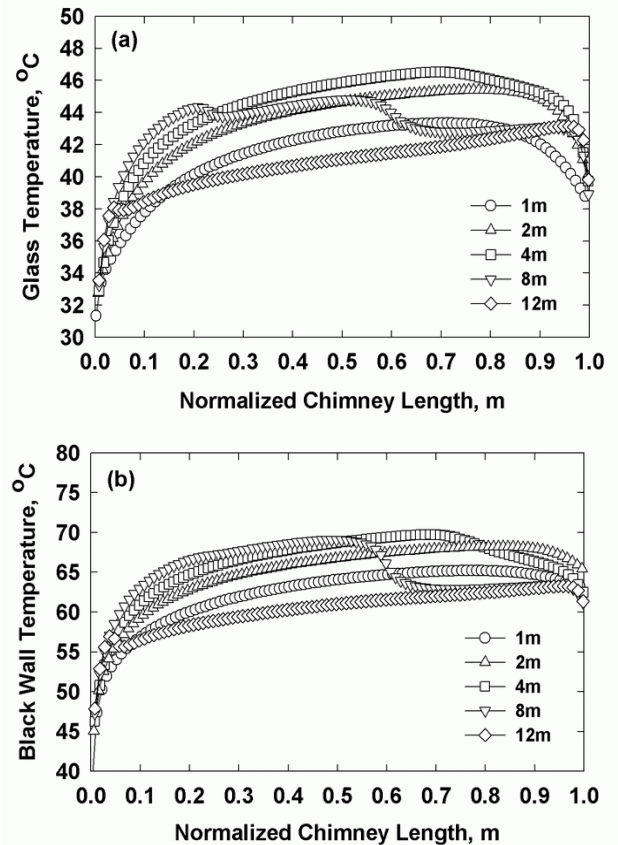 (a)
Glass Temperature, °C
50
48
46
44
42
40
38
36
34
32
30
0.0 0.1 0.2 0.3 0.4 0.5 0.6 0.7 0.8 0.9 1.0
Normalized Chimney Length, m
1m
2m
4m
8m
12m
(b)
Black Wall Temperature, °C
80
75
70
65
60
55
50
45
40
0.0 0.1 0.2 0.3 0.4 0.5 0.6 0.7 0.8 0.9 1.0
Normalized Chimney Length, m
1m
2m
4m
8m
12m